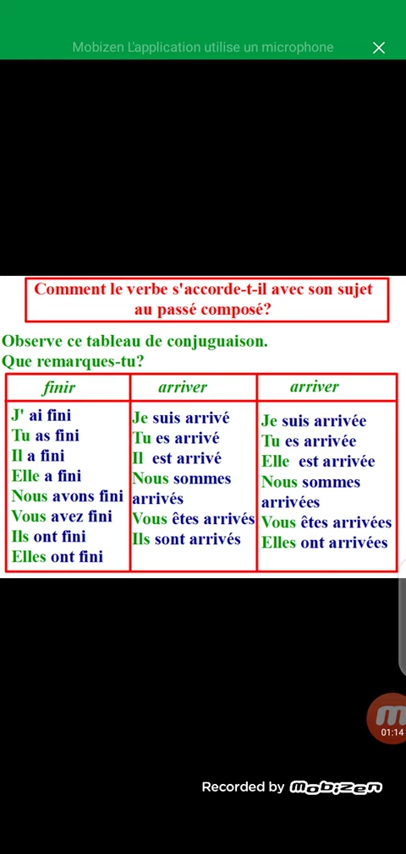 Mobizen L'application utilise un microphone
Comment le verbe s'accorde-t-il avec son sujet
au passé composé?
Observe ce tableau de conjuguaison.
Que remarques-tu?
finir
J' ai fini
Tu as fini
Il a fini
Elle a fini
Nous avons fini
Vous avez fini
Ils ont fini
Elles ont fini
arriver
Je suis arrivé
Tu es arrivé
Il est arrivé
Nous sommes
arrivés
Vous êtes arrivés
Ils sont arrivés
arriver
Je suis arrivée
Tu es arrivée
Elle est arrivée
Nous sommes
arrivées
Vous êtes arrivées
Elles ont arrivées
01:14
Recorded by Mobizen